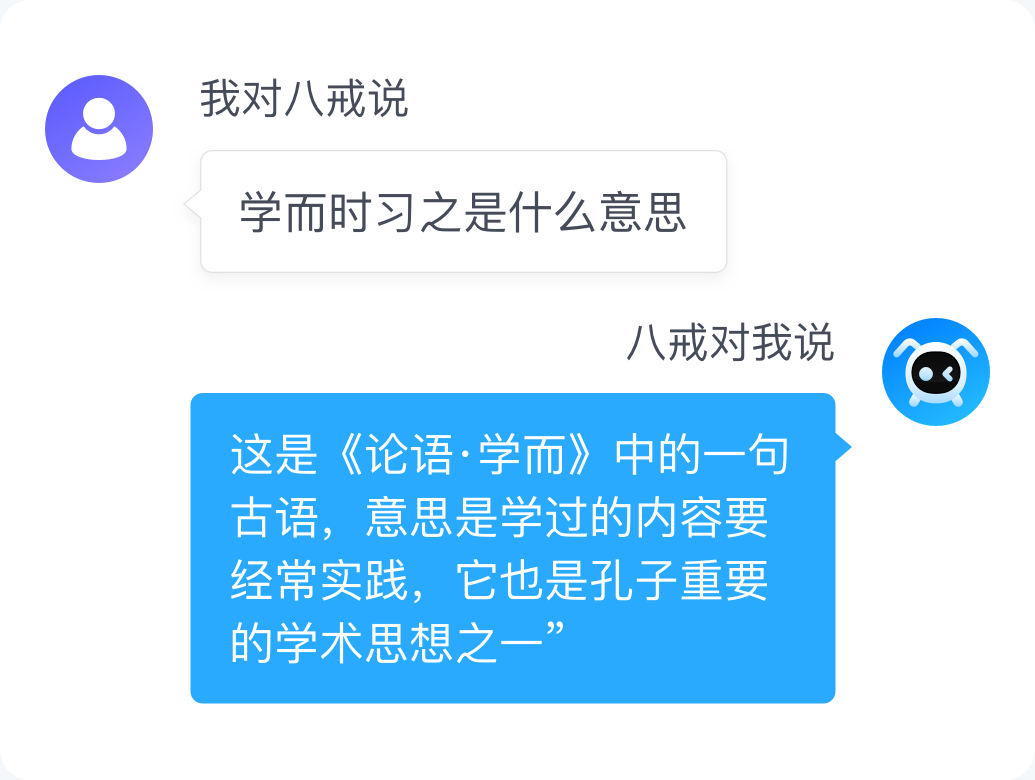 我对八戒说
学而时习之是什么意思
八戒对我说
这是《论语·学而》中的一句
古语，意思是学过的内容要
经常实践，它也是孔子重要
的学术思想之一”